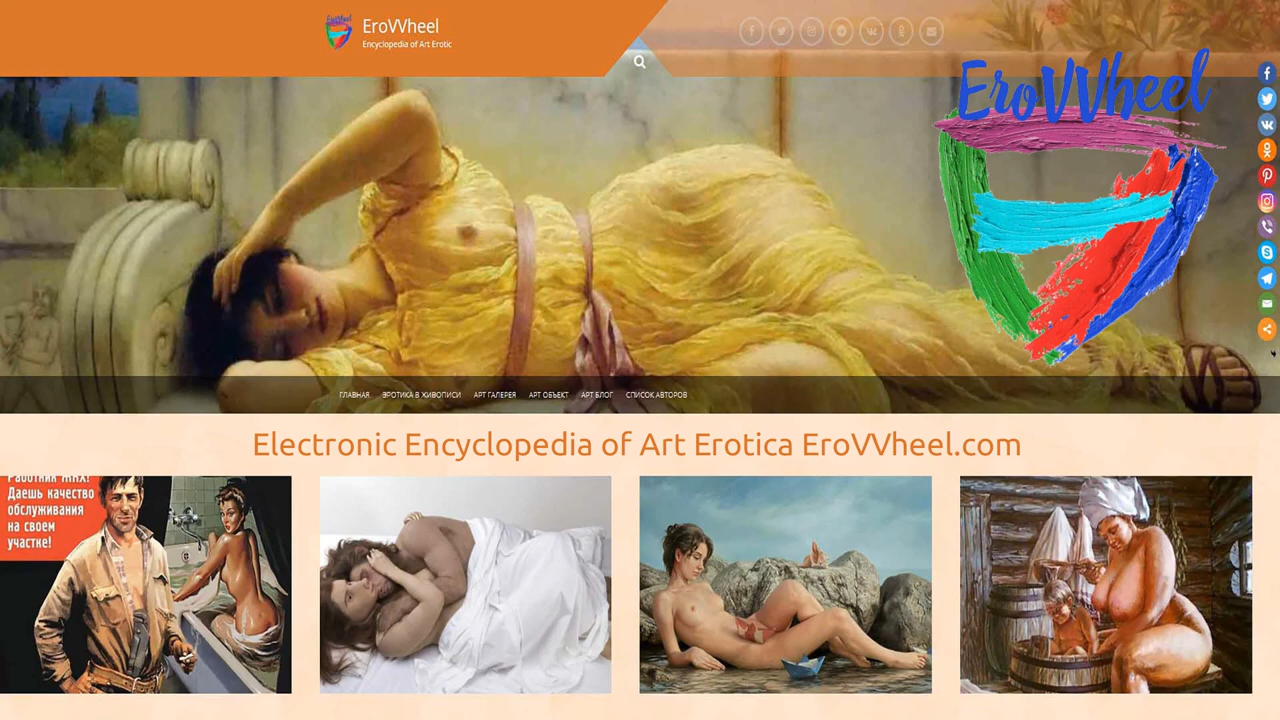 EroVVheel
Encyclopedia of Art Erotic
EroVVheel
ГЛАВНАЯ ЭРОТИКА В ЖИВОПИСИ АРТ ГАЛЕРЕЯ АРТ ОБЪЕКТ АРТ БЛОГ СПИСОК АВТОРОВ
Electronic Encyclopedia of Art Erotica EroVVheel.com
Работник ЖКХ!
Даешь качество
обслуживания
на своем
участке!